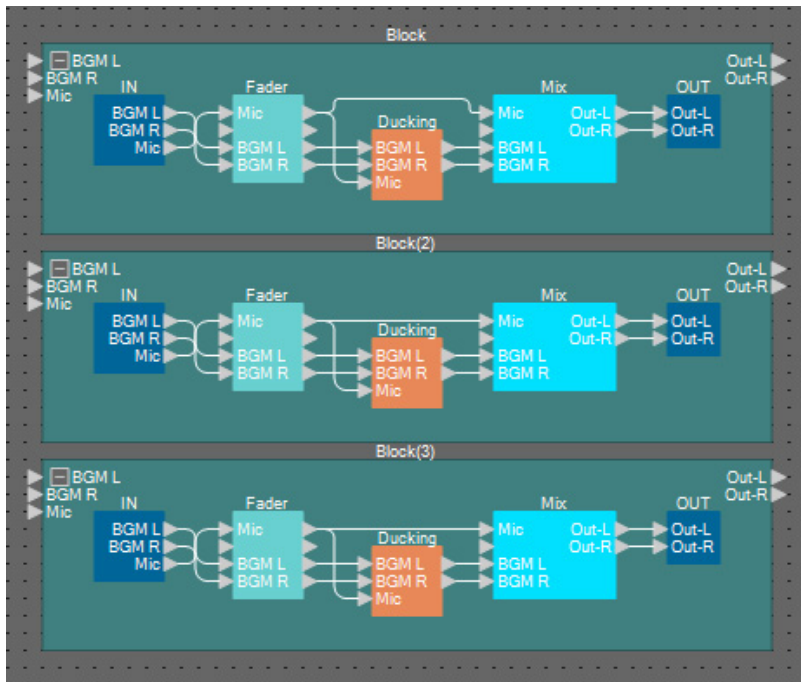 Block
BGM L Out-L
BGM R Out-R
Mic IN Fader Mix OUT
BGM L Mic Ducking Mic Out-L Out-L
BGM R Out-R Out-R
Mic BGM L BGM L BGM L
BGM R BGM R BGM R
Mic
Block(2)
BGM L Out-L
BGM R Out-R
Mic IN Fader Mix OUT
BGM L Mic Ducking Mic Out-L Out-L
BGM R Out-R Out-R
Mic BGM L BGM L BGM L
BGM R BGM R BGM R
Mic
Block(3)
BGM L Out-L
BGM R Out-R
Mic IN Fader Mix OUT
BGM L Mic Ducking Mic Out-L Out-L
BGM R Out-R Out-R
Mic BGM L BGM L BGM L
BGM R BGM R BGM R
Mic